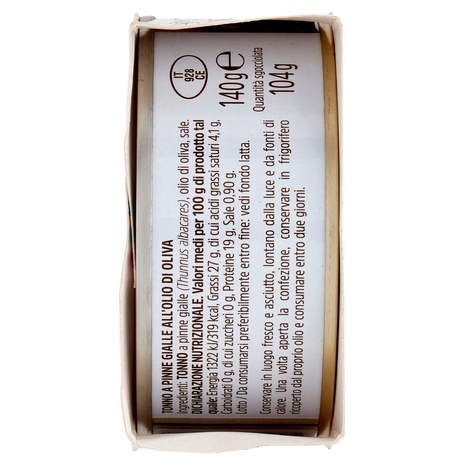 TONNO A PINNE GIALLE ALL'OLIO DI OLIVA
Ingredienti: TONNO a pinne gialle (Thunnus albacares), olio di oliva, sale.
DICHIARAZIONE NUTRIZIONALE. Valori medi per 100 g di prodotto tal
quale: Energia 1322 kJ/319 kcal, Grassi 27 g, di cui acidi grassi saturi 4,1 g,
Carboidrati 0 g, di cui zuccheri 0 g, Proteine 19 g, Sale 0,90 g.
Lotto / Da consumarsi preferibilmente entro fine: vedi fondo latta.
Conservare in luogo fresco e asciutto, lontano dalla luce e da fonti di
calore. Una volta aperta la confezione, conservare in frigorifero
ricoperto dal proprio olio e consumare entro due giorni.
IT
928
CE
140g e
Quantità sgocciolata
104g